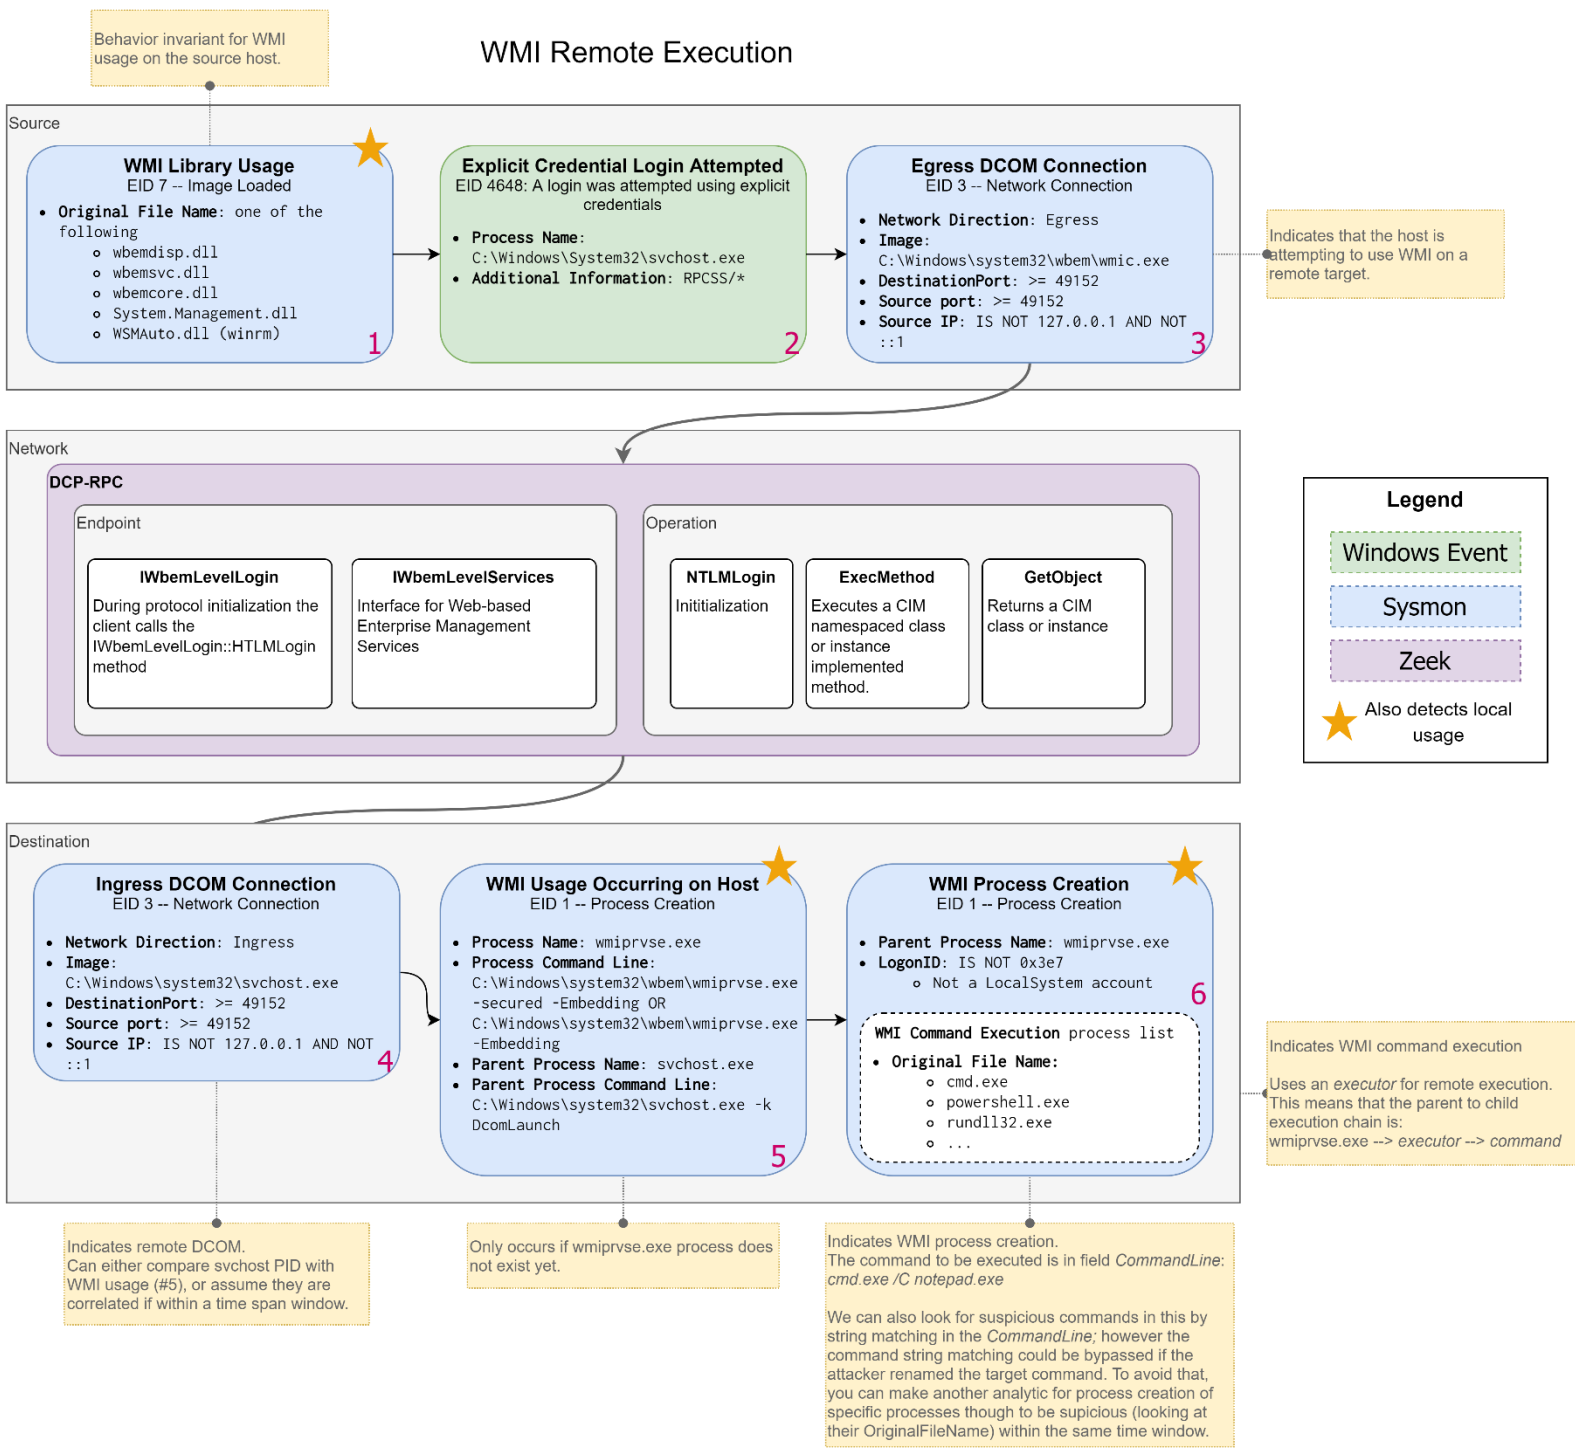 Behavior invariant for WMI
usage on the source host.
WMI Remote Execution
Source
WMI Library Usage
EID 7 -- Image Loaded
• Original File Name: one of the
following
wbemdisp.dll
wbemsvc.dll
wbemcore.dll
System.Management.dll
WSMAuto.dll (winrm)
1
Explicit Credential Login Attempted
EID 4648: A login was attempted using explicit
credentials
• Process Name:
C:\Windows\System32\svchost.exe
• Additional Information: RPCSS/*
2
Egress DCOM Connection
EID 3 -- Network Connection
• Network Direction: Egress
• Image:
C:\Windows\system32\wbem\wmic.exe
• DestinationPort: >= 49152
• Source port: >= 49152
• Source IP: IS NOT 127.0.0.1 AND NOT
::1
3
Indicates that the host is
attempting to use WMI on a
remote target.
Network
DCP-RPC
Endpoint
IWbemLevelLogin
During protocol initialization the
client calls the
IWbemLevelLogin::HTLMLogin
method
IWbemLevelServices
Interface for Web-based
Enterprise Management
Services
Operation
NTLMLogin
Inititialization
ExecMethod
Executes a CIM
namespaced class
or instance
implemented
method.
GetObject
Returns a CIM
class or instance
Legend
Windows Event
Sysmon
Zeek
Also detects local
usage
Destination
Ingress DCOM Connection
EID 3 -- Network Connection
• Network Direction: Ingress
• Image:
C:\Windows\system32\svchost.exe
• DestinationPort: >= 49152
• Source port: >= 49152
• Source IP: IS NOT 127.0.0.1 AND NOT
::1
4
WMI Usage Occurring on Host
EID 1 -- Process Creation
• Process Name: wmiprvse.exe
• Process Command Line:
C:\Windows\system32\wbem\wmiprvse.exe
-secured -Embedding OR
C:\Windows\system32\wbem\wmiprvse.exe
-Embedding
• Parent Process Name: svchost.exe
• Parent Process Command Line:
C:\Windows\system32\svchost.exe -k
DcomLaunch
5
WMI Process Creation
EID 1 -- Process Creation
• Parent Process Name: wmiprvse.exe
• LogonID: IS NOT 0x3e7
Not a LocalSystem account
6
WMI Command Execution process list
• Original File Name:
cmd.exe
powershell.exe
rundll32.exe
...
Indicates WMI command execution
Uses an executor for remote execution.
This means that the parent to child
execution chain is:
wmiprvse.exe --> executor --> command
Indicates remote DCOM.
Can either compare svchost PID with
WMI usage (#5), or assume they are
correlated if within a time span window.
Only occurs if wmiprvse.exe process does
not exist yet.
Indicates WMI process creation.
The command to be executed is in field CommandLine:
cmd.exe /C notepad.exe
We can also look for suspicious commands in this by
string matching in the CommandLine; however the
command string matching could be bypassed if the
attacker renamed the target command. To avoid that,
you can make another analytic for process creation of
specific processes though to be supicious (looking at
their OriginalFileName) within the same time window.